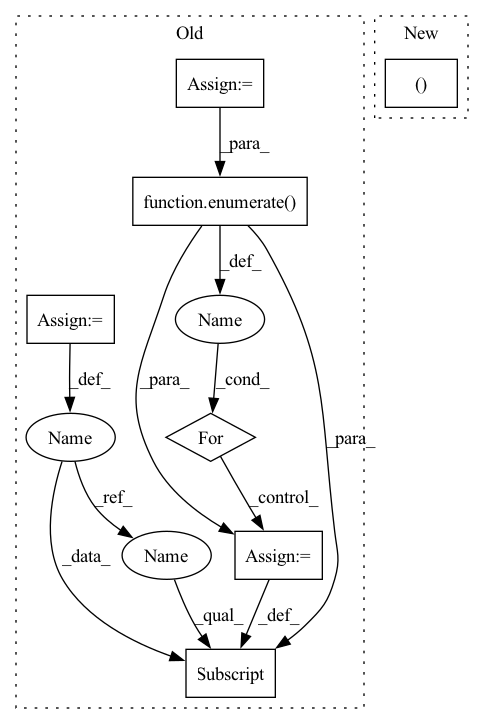 Old
New
Assign:=
()
_para_
function.enumerate()
_def_
Assign:=
Name
_para_
_def_
_cond_
_para_
Name
For
_ref_
_control_
_data_
Name
Assign:=
_qual_
_def_
Subscript